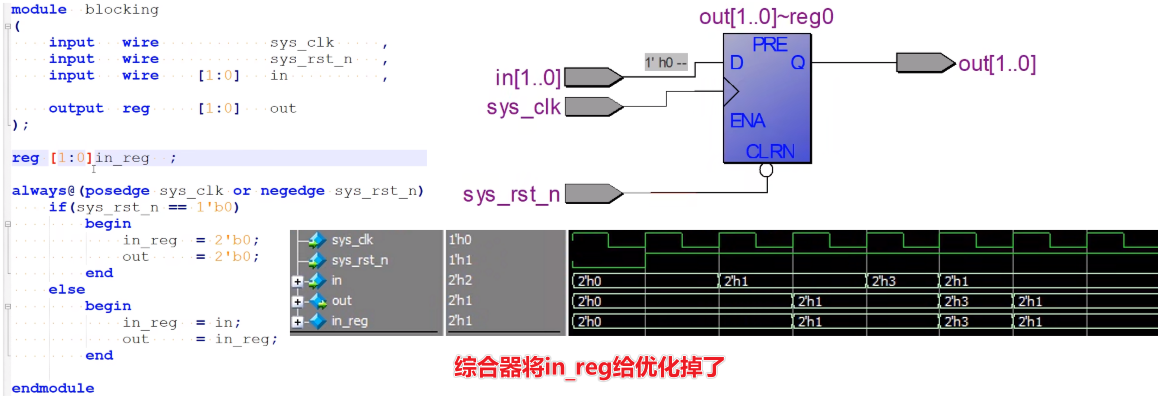 module blocking
(
input wire sys_clk ,
input wire sys_rst_n ,
input wire [1:0] in ,
output reg [1:0] out
);
reg [1:0]in_reg ;
always@(posedge sys_clk or negedge sys_rst_n)
if(sys_rst_n == 1'b0)
begin
in_reg = 2'b0;
out = 2'b0;
end
else
begin
in_reg = in;
out = in_reg;
end
endmodule
out[1..0]~reg0
PRE
1' h0 --
D Q
in[1..0]
out[1..0]
sys_clk
ENA
CLRN
sys_rst_n
sys_clk 1'h0
sys_rst_n 1'h1
in 2'h2 2'h0 2'h1 2'h3 2'h1
out 2'h1 2'h0 2'h1 2'h3 2'h1
in_reg 2'h1 2'h0 2'h1 2'h3 2'h1
综合器将in_reg给优化掉了